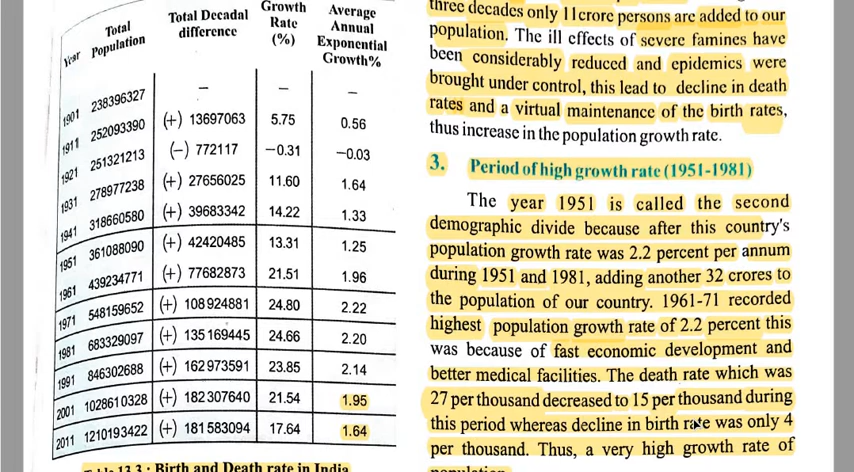 Year
Total Population
Total Decadal difference
Growth Rate (%)
Average Annual Exponential Growth%
1901 238396327 – – –
1911 252093390 (+) 13697063 5.75 0.56
1921 251321213 (–) 772117 –0.31 –0.03
1931 278977238 (+) 27656025 11.60 1.64
1941 318660580 (+) 39683342 14.22 1.33
1951 361088090 (+) 42420485 13.31 1.25
1961 439234771 (+) 77682873 21.51 1.96
1971 548159652 (+) 108924881 24.80 2.22
1981 683329097 (+) 135169445 24.66 2.20
1991 846302688 (+) 162973591 23.85 2.14
2001 1028610328 (+) 182307640 21.54 1.95
2011 1210193422 (+) 181583094 17.64 1.64
13.3 : Birth and Death rate in India
three decades only 11crore persons are added to our
population. The ill effects of severe famines have
been considerably reduced and epidemics were
brought under control, this lead to decline in death
rates and a virtual maintenance of the birth rates,
thus increase in the population growth rate.
3. Period of high growth rate (1951-1981)
The year 1951 is called the second
demographic divide because after this country's
population growth rate was 2.2 percent per annum
during 1951 and 1981, adding another 32 crores to
the population of our country. 1961-71 recorded
highest population growth rate of 2.2 percent this
was because of fast economic development and
better medical facilities. The death rate which was
27 per thousand decreased to 15 per thousand during
this period whereas decline in birth rate was only 4
per thousand. Thus, a very high growth rate of